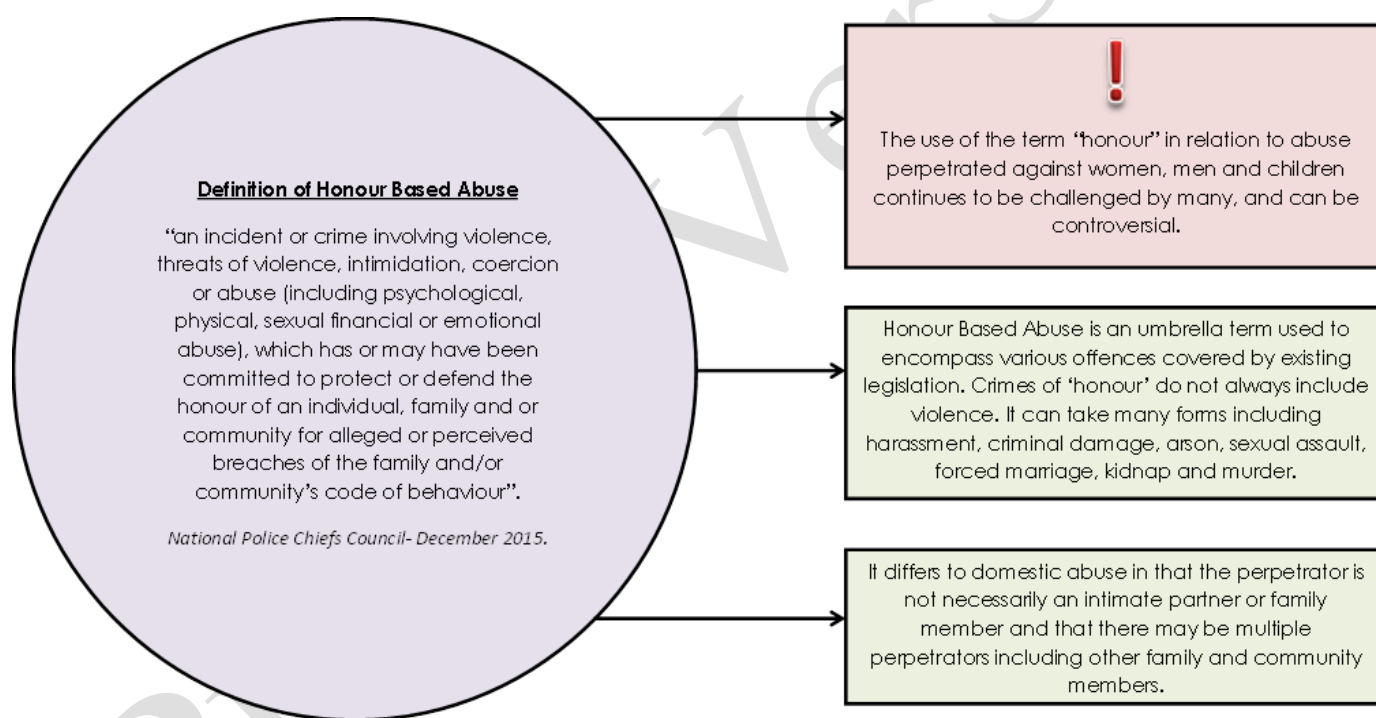 Definition of Honour Based Abuse
“an incident or crime involving violence,
threats of violence, intimidation, coercion
or abuse (including psychological,
physical, sexual financial or emotional
abuse), which has or may have been
committed to protect or defend the
honour of an individual, family and or
community for alleged or perceived
breaches of the family and/or
community’s code of behaviour”.
National Police Chiefs Council- December 2015.
!
The use of the term “honour” in relation to abuse
perpetrated against women, men and children
continues to be challenged by many, and can be
controversial.
Honour Based Abuse is an umbrella term used to
encompass various offences covered by existing
legislation. Crimes of ‘honour’ do not always include
violence. It can take many forms including
harassment, criminal damage, arson, sexual assault,
forced marriage, kidnap and murder.
It differs to domestic abuse in that the perpetrator is
not necessarily an intimate partner or family
member and that there may be multiple
perpetrators including other family and community
members.